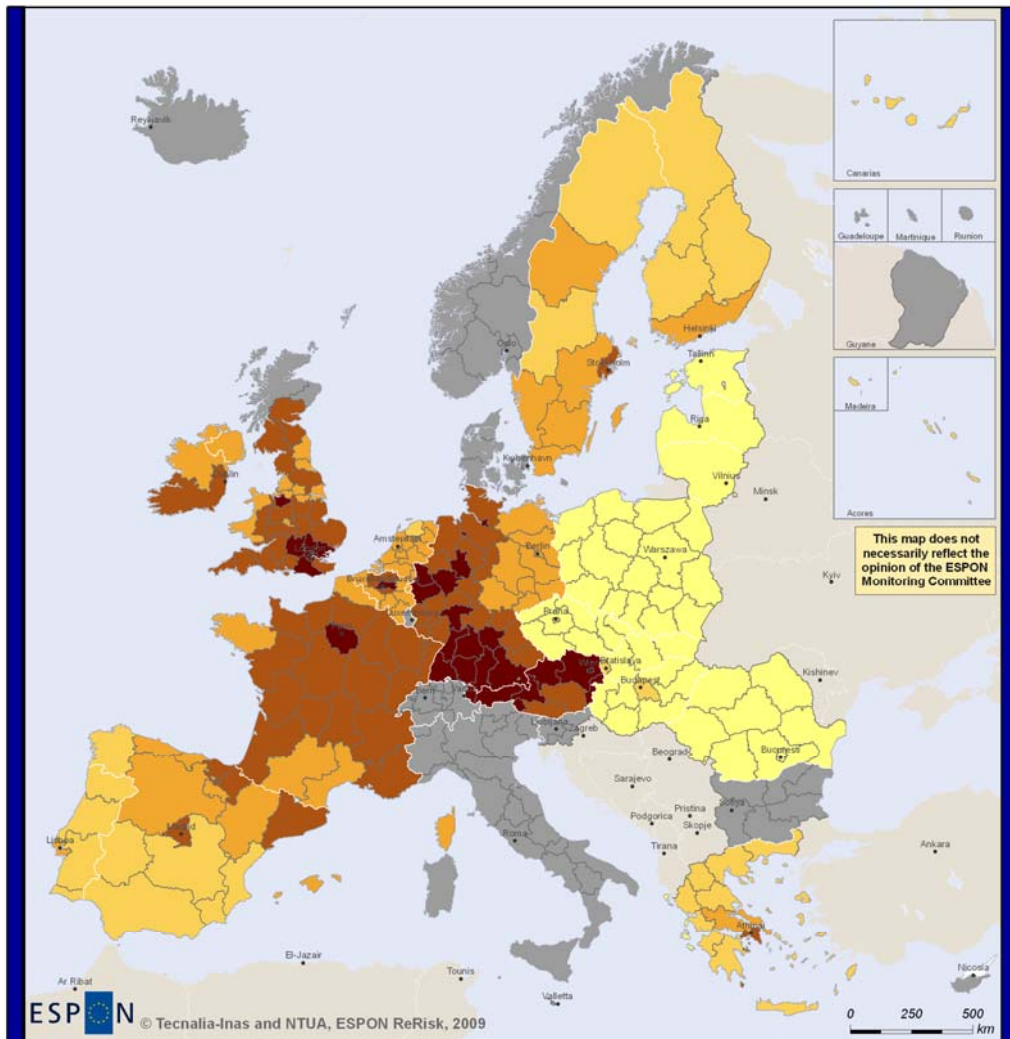 Reykjavik
Canarias
Guadeloupe
Martinique
Réunion
Guyane
Madeira
Acores
This map does not
necessarily reflect the
opinion of the ESPON
Monitoring Committee
Oslo
Helsinki
Tallinn
Stockholm
Riga
København
Vilnius
Minsk
Amsterdam
Berlin
Warszawa
Kyiv
Praha
Bratislava
Budapest
Kishinev
Ljubljana
Zagreb
Beograd
Bucuresti
Sarajevo
Pristina
Sofiya
Podgorica
Skopje
Roma
Tirana
Ankara
Madrid
Lisboa
El-Jazair
Tounis
Ar Ribat
Valletta
Nicosia
ESPON
© Tecnalia-Inas and NTUA, ESPON ReRisk, 2009
0 250 500
km